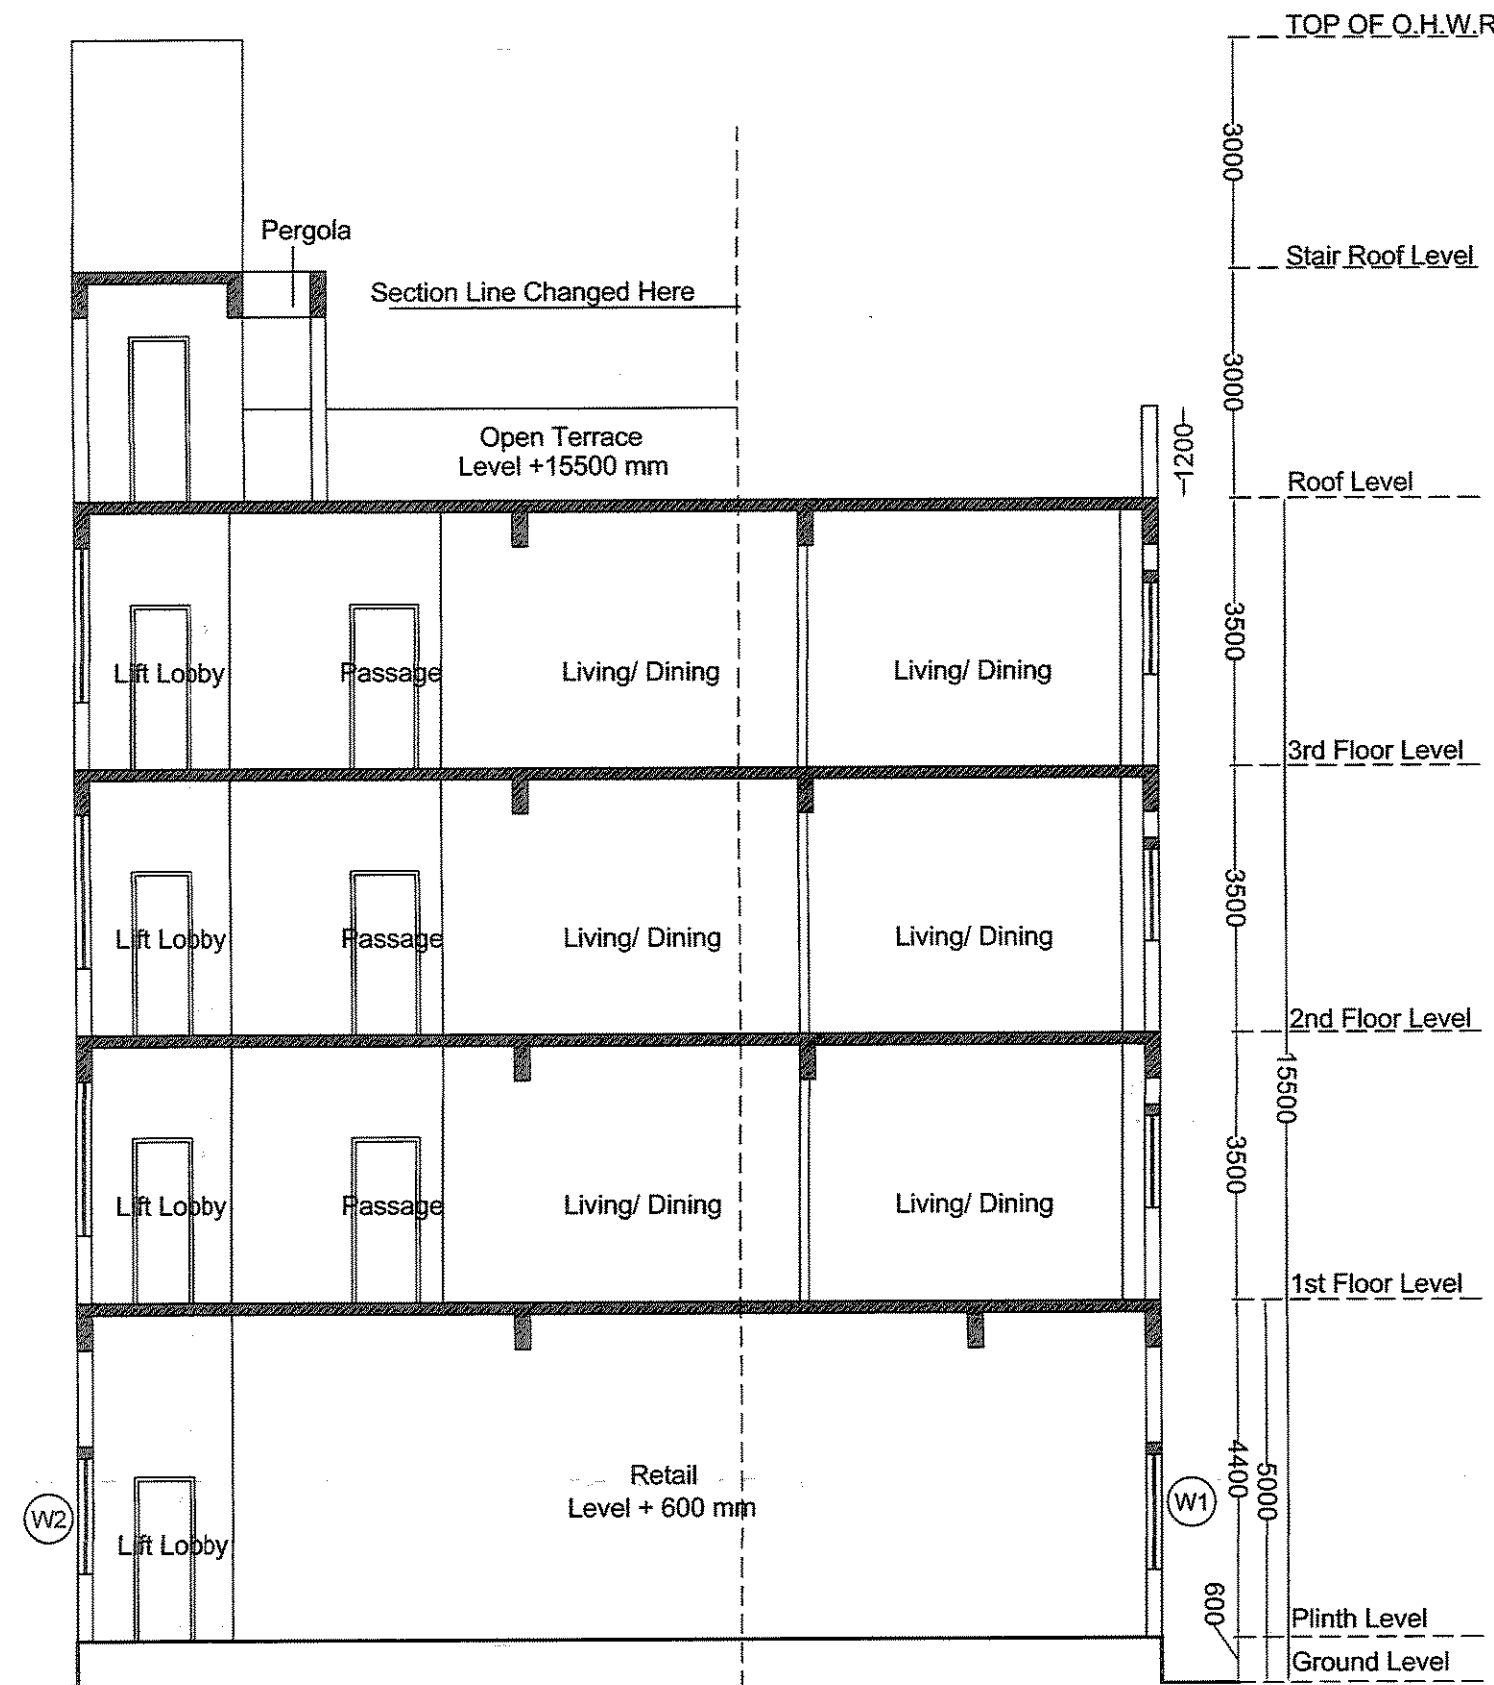 TOP OF O.H.W.R
3000
Pergola
Stair Roof Level
Section Line Changed Here
3000
Open Terrace
Level +15500 mm
1200
Roof Level
3500
Lift Lobby
Passage
Living/ Dining
Living/ Dining
3rd Floor Level
3500
Lift Lobby
Passage
Living/ Dining
Living/ Dining
2nd Floor Level
15500
3500
Lift Lobby
Passage
Living/ Dining
Living/ Dining
1st Floor Level
4400
5000
Retail
Level + 600 mm
W2
W1
Lift Lobby
600
Plinth Level
Ground Level